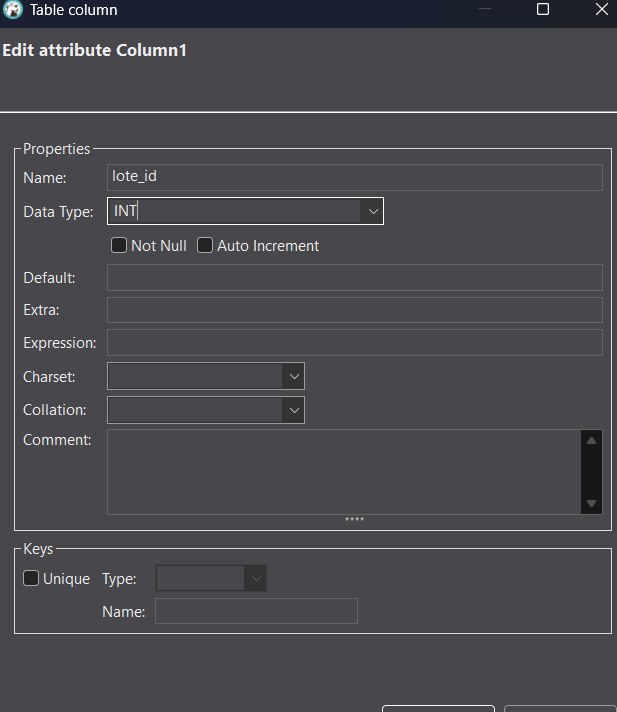 Table column
Edit attribute Column1
Properties
Name: lote_id
Data Type: INT
Not Null Auto Increment
Default:
Extra:
Expression:
Charset:
Collation:
Comment:
Keys
Unique Type:
Name: